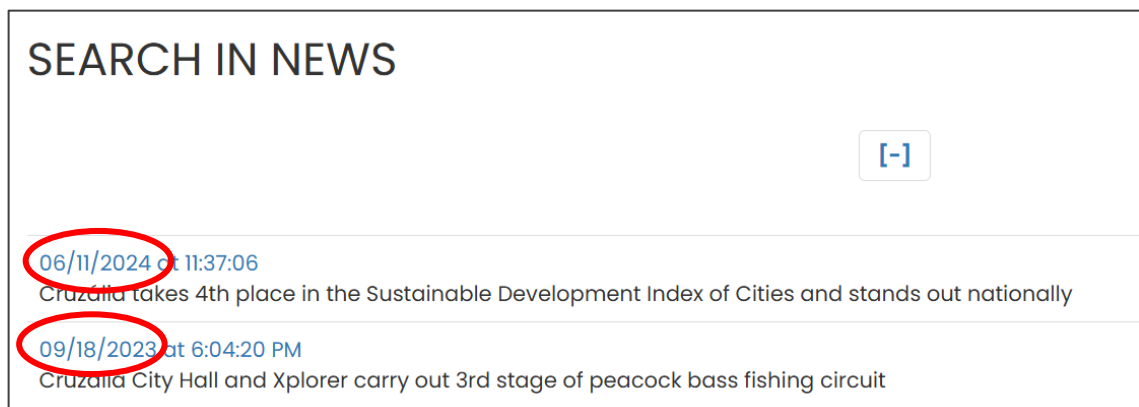 SEARCH IN NEWS
[-]
06/11/2024 at 11:37:06
Cruzália takes 4th place in the Sustainable Development Index of Cities and stands out nationally
09/18/2023 at 6:04:20 PM
Cruzália City Hall and Xplorer carry out 3rd stage of peacock bass fishing circuit